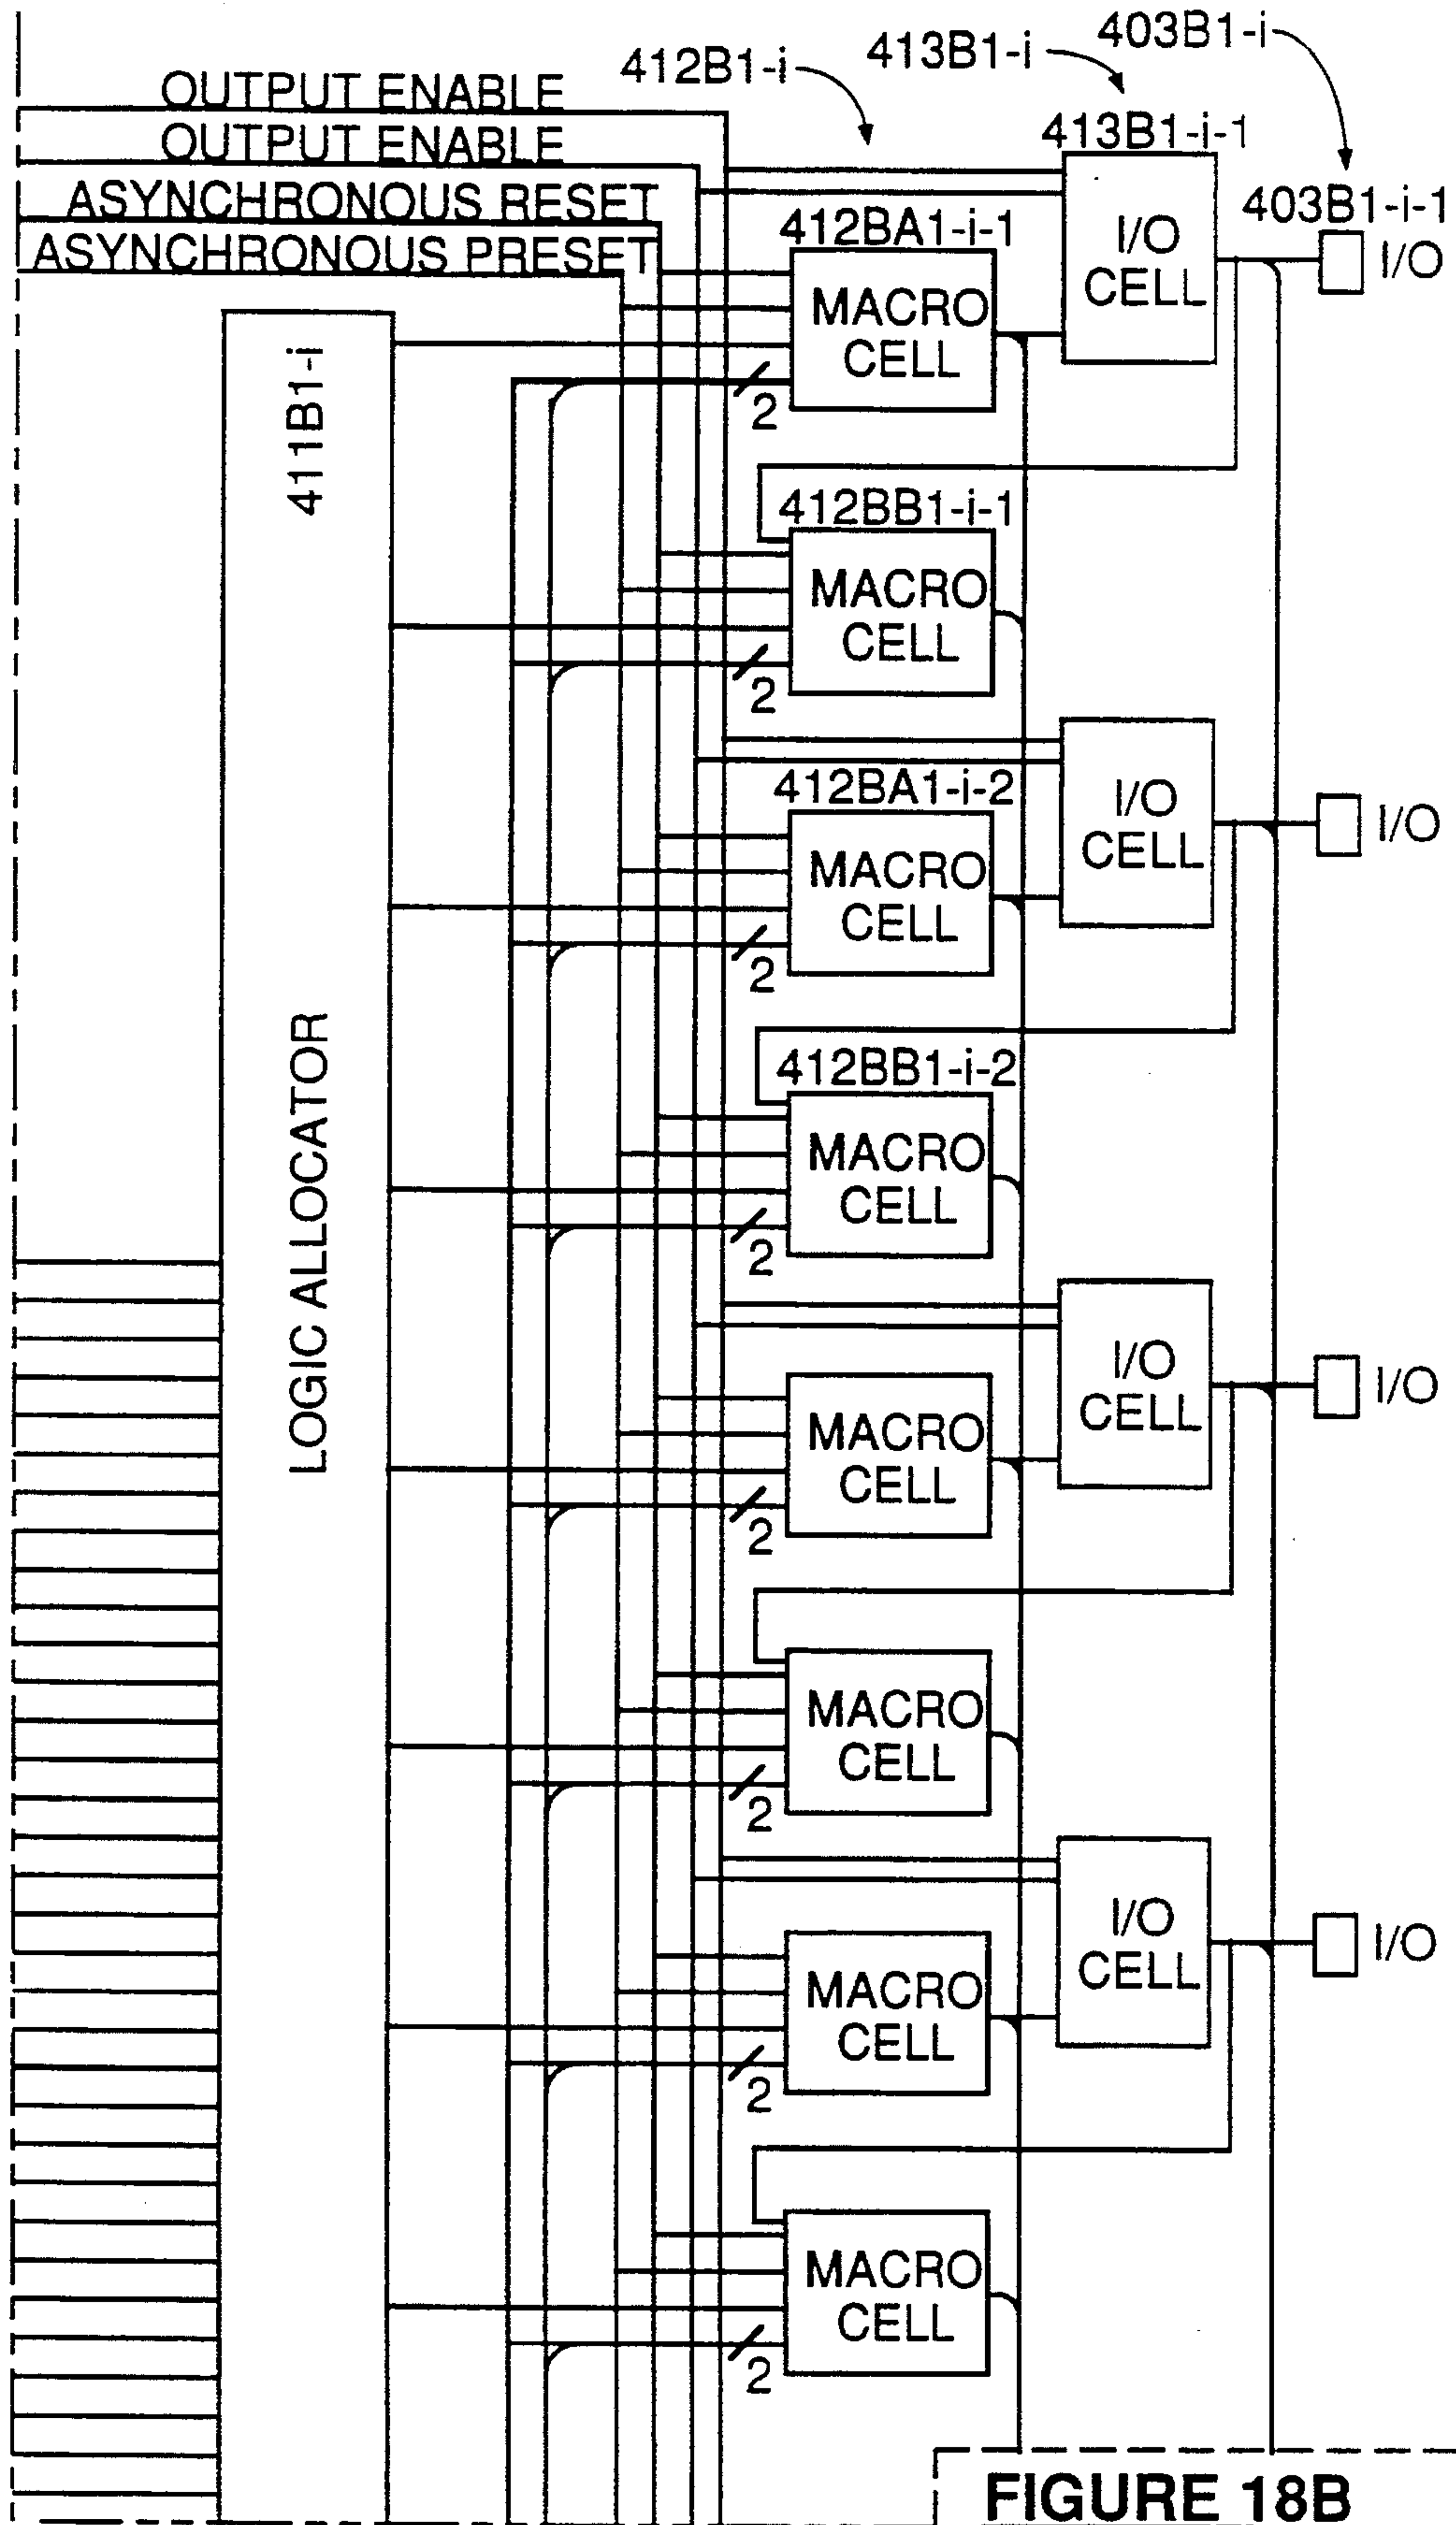 412B1-i
413B1-i
403B1-i
OUTPUT ENABLE
OUTPUT ENABLE
ASYNCHRONOUS RESET
ASYNCHRONOUS PRESET
413B1-i-1
403B1-i-1
I/O
CELL
I/O
411B1-i
LOGIC ALLOCATOR
412BA1-i-1
MACRO
CELL
2
412BB1-i-1
MACRO
CELL
2
I/O
CELL
I/O
412BA1-i-2
MACRO
CELL
2
412BB1-i-2
MACRO
CELL
2
I/O
CELL
I/O
MACRO
CELL
2
MACRO
CELL
2
I/O
CELL
I/O
MACRO
CELL
2
MACRO
CELL
2
FIGURE 18B